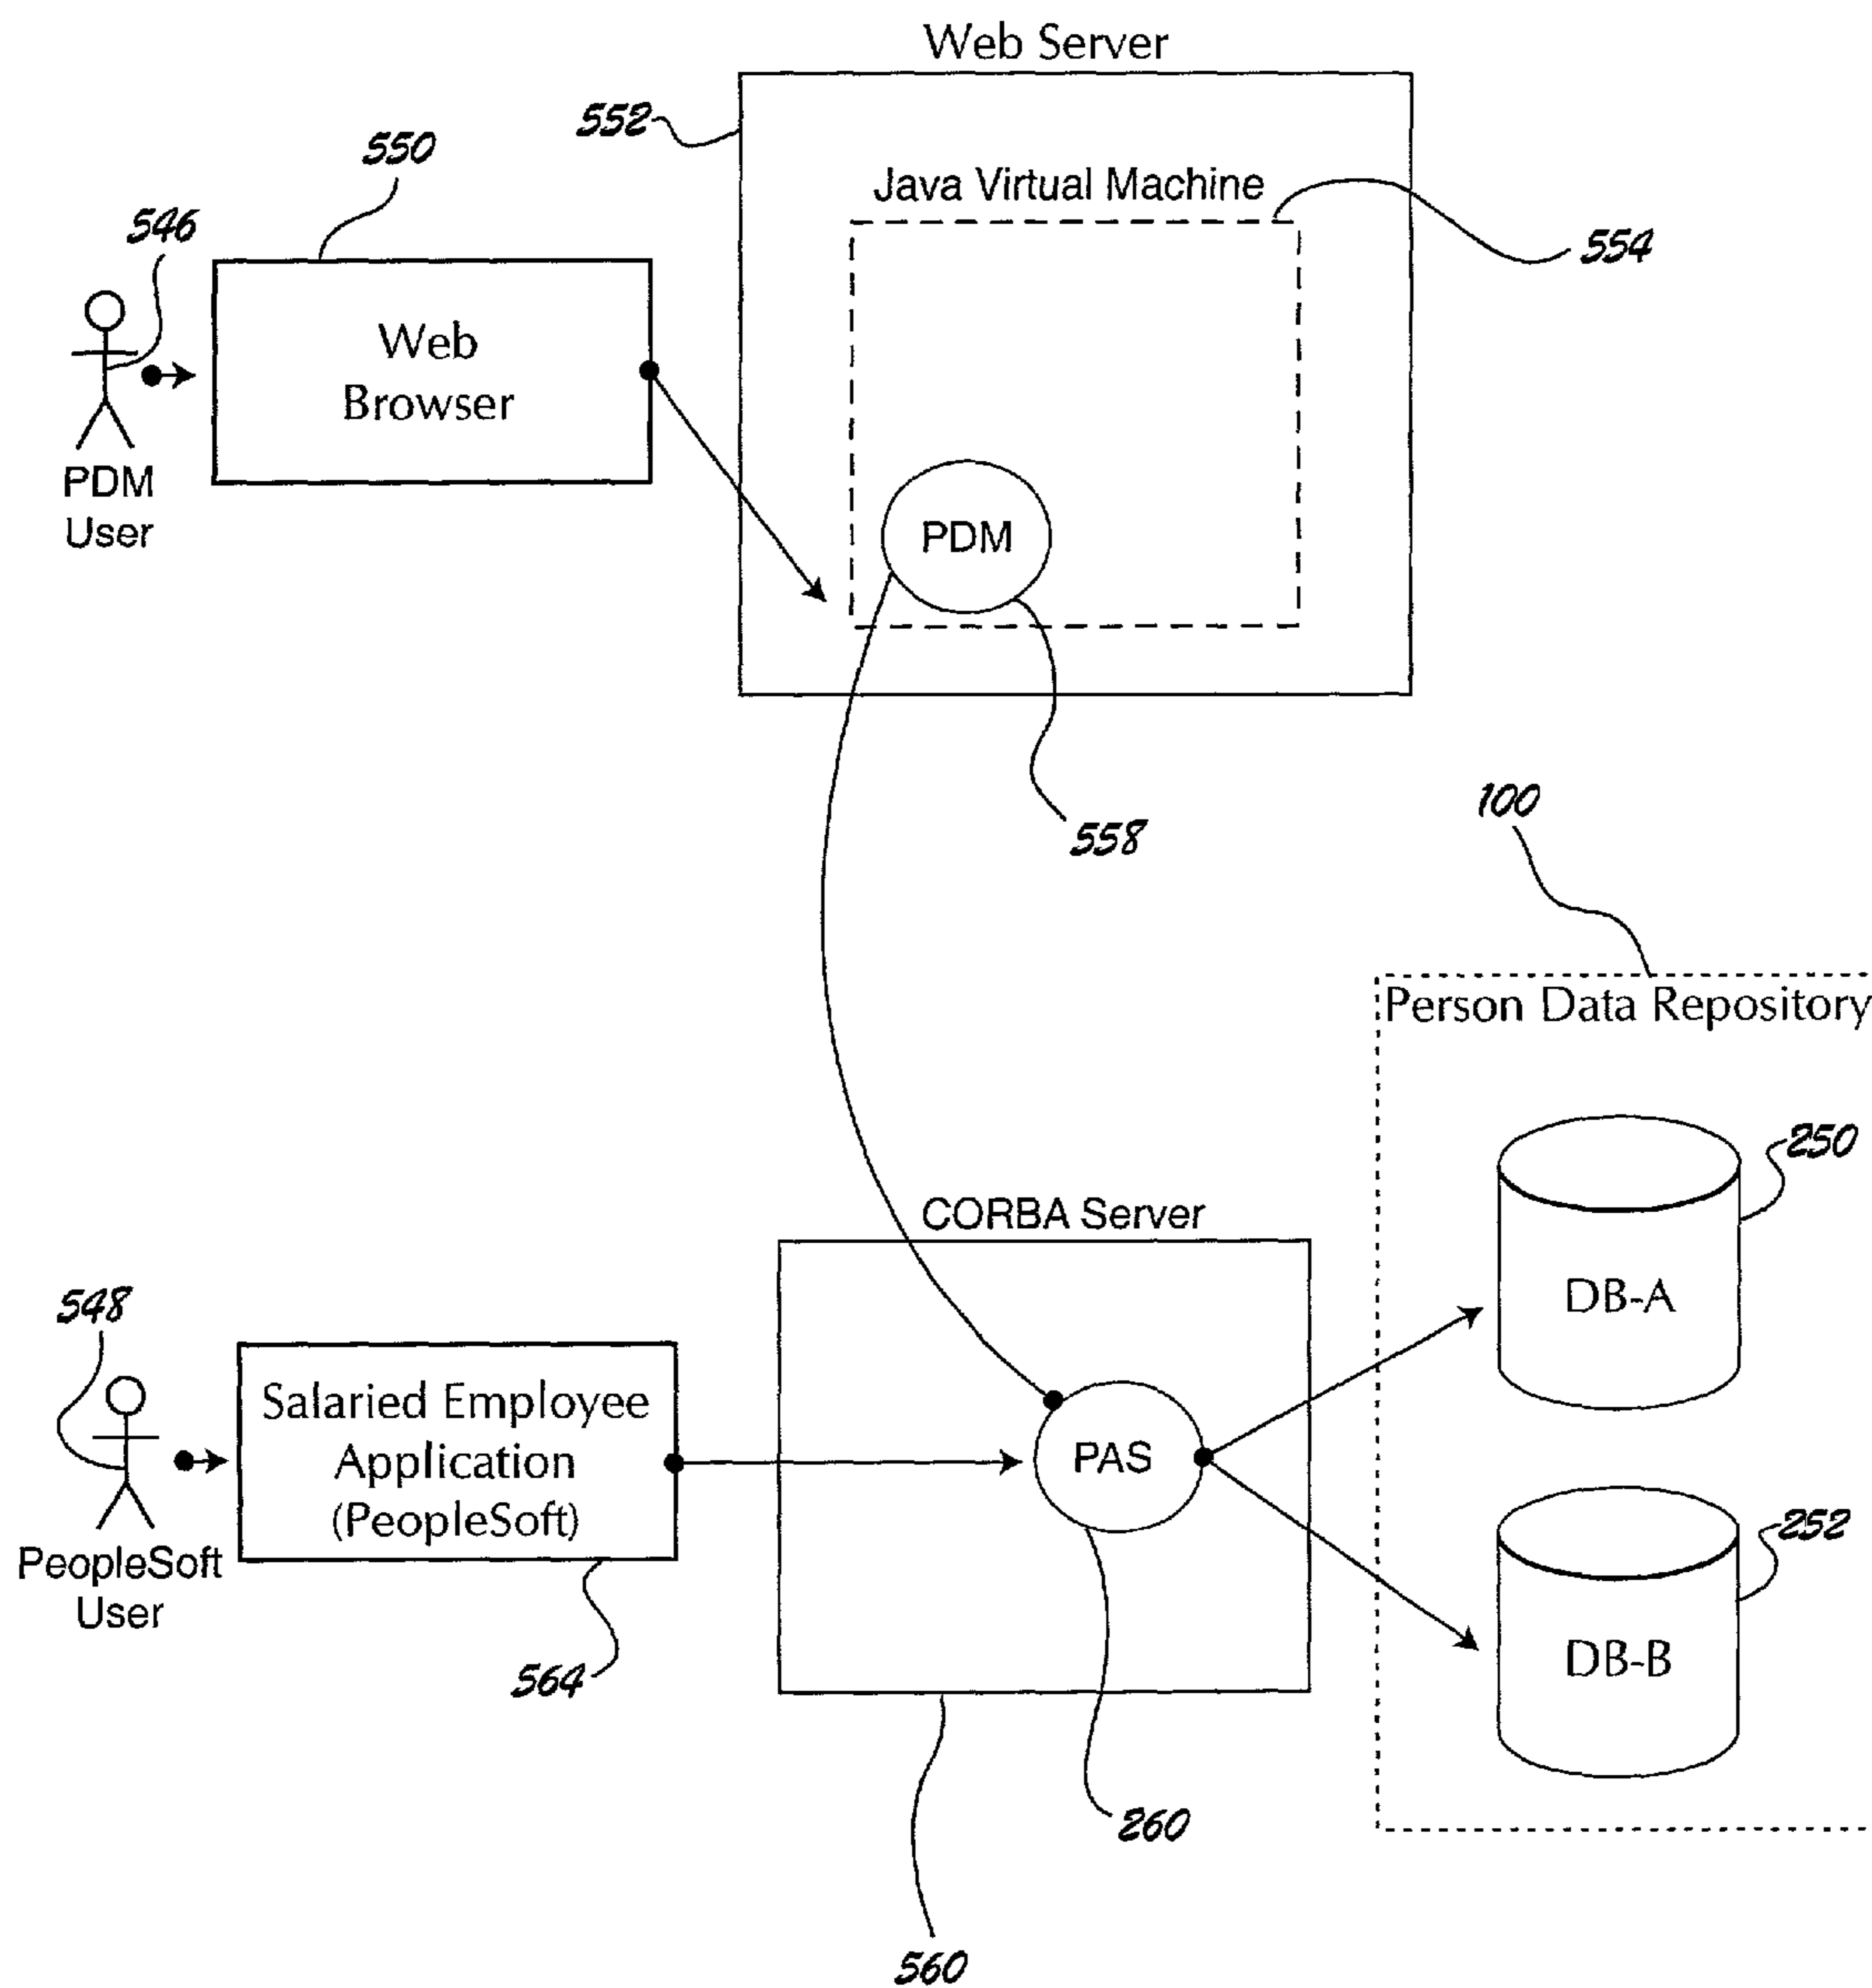 Web Server
552
550
Java Virtual Machine
546
554
Web
Browser
PDM
User
PDM
558
100
Person Data Repository
250
CORBA Server
DB-A
548
Salaried Employee
Application
(PeopleSoft)
PAS
252
PeopleSoft
User
DB-B
564
260
560